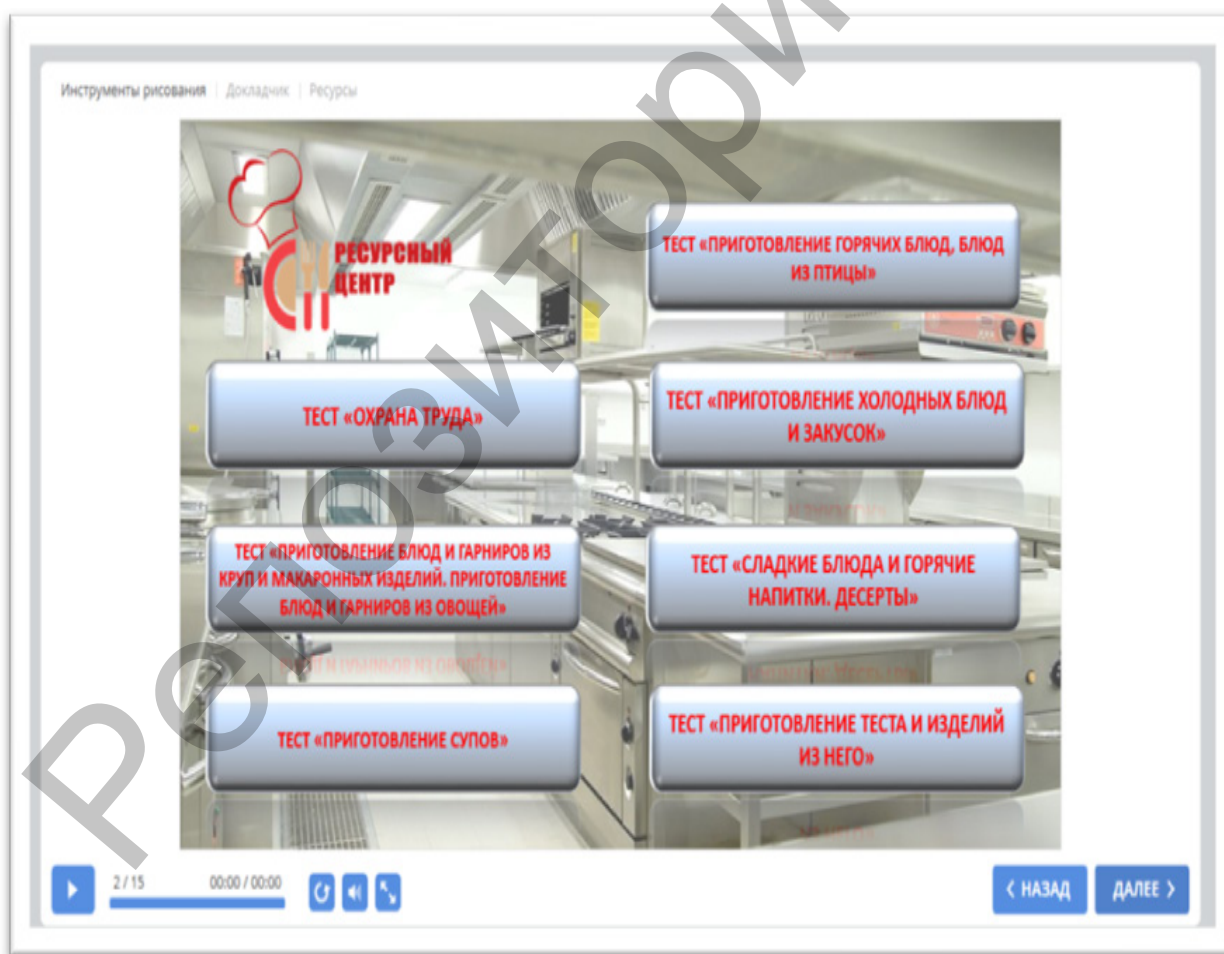 Инструменты рисования | Докладчик | Ресурсы
РЕСУРСНЫЙ
ЦЕНТР
ТЕСТ «ПРИГОТОВЛЕНИЕ ГОРЯЧИХ БЛЮД, БЛЮД
ИЗ ПТИЦЫ»
ТЕСТ «ОХРАНА ТРУДА»
ТЕСТ «ПРИГОТОВЛЕНИЕ ХОЛОДНЫХ БЛЮД
И ЗАКУСОК»
ТЕСТ «ПРИГОТОВЛЕНИЕ БЛЮД И ГАРНИРОВ ИЗ
КРУП И МАКАРОННЫХ ИЗДЕЛИЙ. ПРИГОТОВЛЕНИЕ
БЛЮД И ГАРНИРОВ ИЗ ОВОЩЕЙ»
ТЕСТ «СЛАДКИЕ БЛЮДА И ГОРЯЧИЕ
НАПИТКИ. ДЕСЕРТЫ»
ТЕСТ «ПРИГОТОВЛЕНИЕ СУПОВ»
ТЕСТ «ПРИГОТОВЛЕНИЕ ТЕСТА И ИЗДЕЛИЙ
ИЗ НЕГО»
2 / 15 00:00 / 00:00
НАЗАД
ДАЛЕЕ
Репозитори